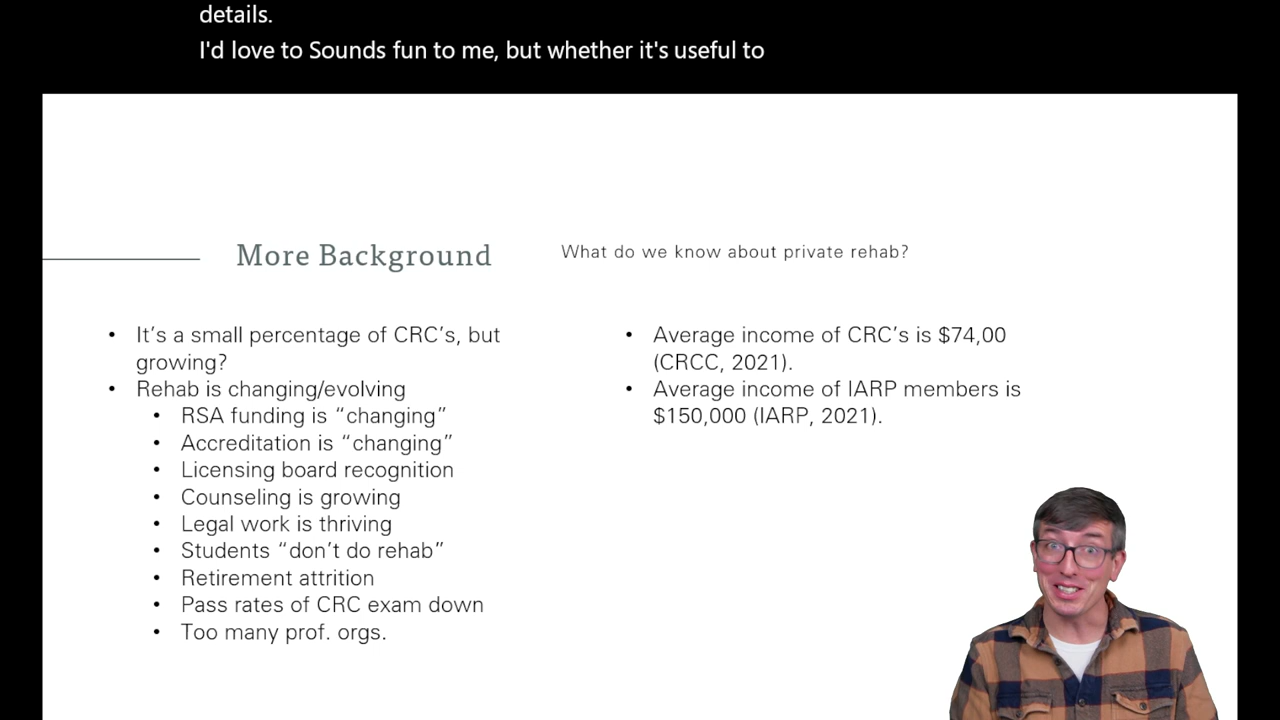 details.
I'd love to Sounds fun to me, but whether it's useful to
More Background
What do we know about private rehab?
• It’s a small percentage of CRC’s, but
growing?
• Rehab is changing/evolving
• RSA funding is “changing”
• Accreditation is “changing”
• Licensing board recognition
• Counseling is growing
• Legal work is thriving
• Students “don’t do rehab”
• Retirement attrition
• Pass rates of CRC exam down
• Too many prof. orgs.
• Average income of CRC’s is $74,00
(CRCC, 2021).
• Average income of IARP members is
$150,000 (IARP, 2021).